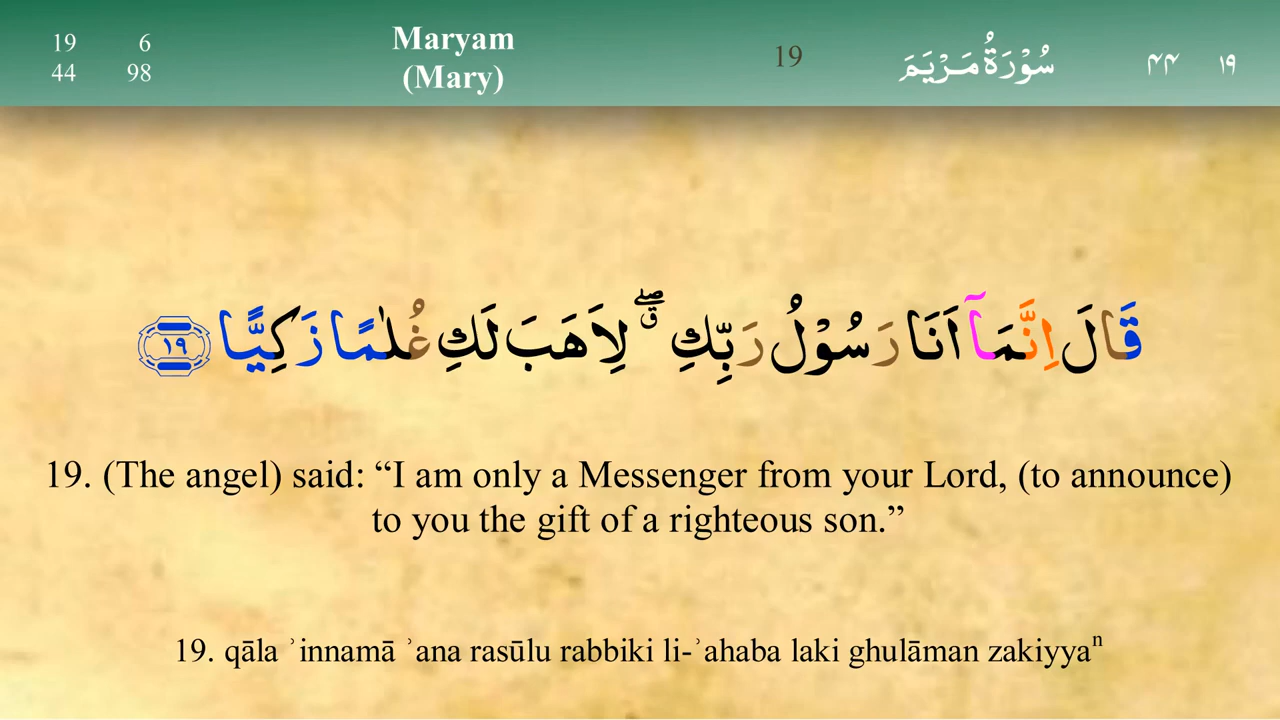 19 6
44 98
Maryam
(Mary)
19
سُوْرَةُ مَرْيَمَ
٤٤ ١٩
قَالَ اِنَّمَآ اَنَا رَسُوْلُ رَبِّكِ ۖق لِاَهَبَ لَكِ غُلٰمًا زَكِيًّا ١٩
19. (The angel) said: “I am only a Messenger from your Lord, (to announce)
to you the gift of a righteous son.”
19. qāla ʾinnamā ʾana rasūlu rabbiki li-ʾahaba laki ghulāman zakiyyaⁿ